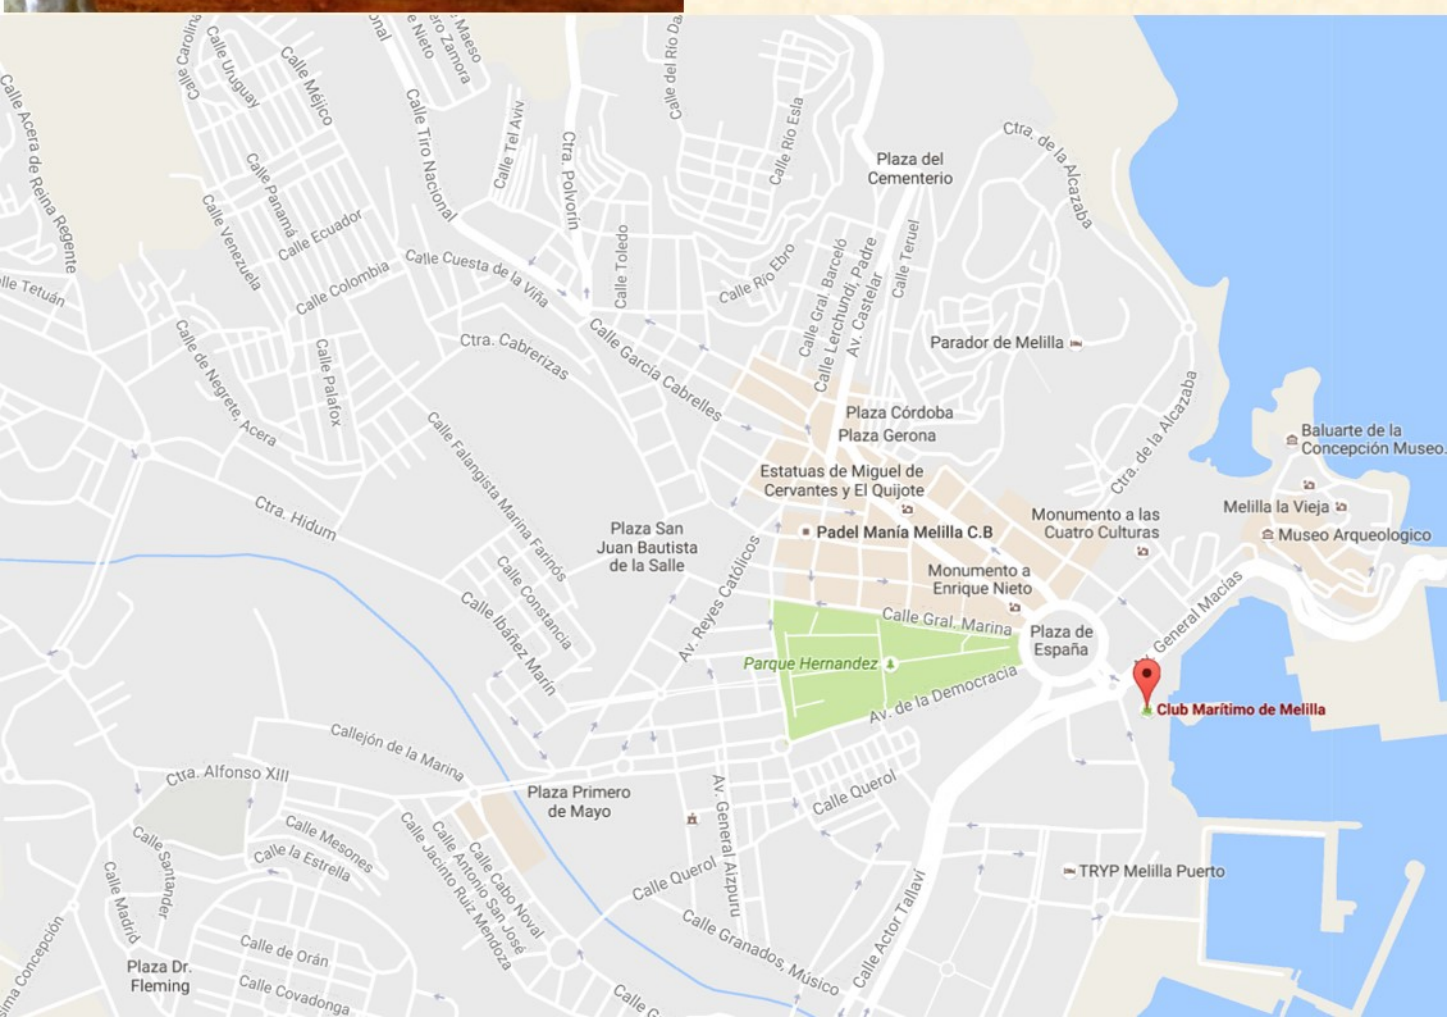 Calle Carolina
Calle Uruguay
Calle Méjico
Calle Acera de Reina Regente
Calle Tiro Nacional
Calle Tel Aviv
Ctra. Polvorín
Calle del Río
Calle Río Esla
Plaza del
Cementerio
Ctra. de la Alcazaba
Calle Panamá
Calle Venezuela
Calle Ecuador
Calle Colombia
Calle Cuesta de la Viña
Calle Toledo
Calle Río Ebro
Calle Gral. Barceló
Calle Lerchundi, Padre
Av. Castelar
Calle Teruel
lle Tetuán
Calle de Negrete, Acera
Calle Palafox
Ctra. Cabrerizas
Calle García Cabrelles
Parador de Melilla
Plaza Córdoba
Plaza Gerona
Ctra. de la Alcazaba
Baluarte de la
Concepción Museo.
Calle Falangista Marina Farinós
Estatuas de Miguel de
Cervantes y El Quijote
Melilla la Vieja
Museo Arqueologico
Ctra. Hidum
Plaza San
Juan Bautista
de la Salle
Padel Manía Melilla C.B
Monumento a las
Cuatro Culturas
Calle Constancia
Calle Ibáñez Marín
Av. Reyes Católicos
Monumento a
Enrique Nieto
Calle Gral. Marina
Plaza de
España
General Macías
Parque Hernandez
Av. de la Democracia
Club Marítimo de Melilla
Callejón de la Marina
Ctra. Alfonso XIII
Plaza Primero
de Mayo
Calle Querol
Av. General Aizpuru
Calle Mesones
Calle la Estrella
Calle Santander
Calle Madrid
Calle Jacinto Ruiz Mendoza
Calle Antonio San José
Calle Cabo Noval
Calle Querol
TRYP Melilla Puerto
Calle Actor Tallaví
Calle Granados, Músico
Calle de Orán
Calle Covadonga
Plaza Dr.
Fleming
sima Concepción
Calle G